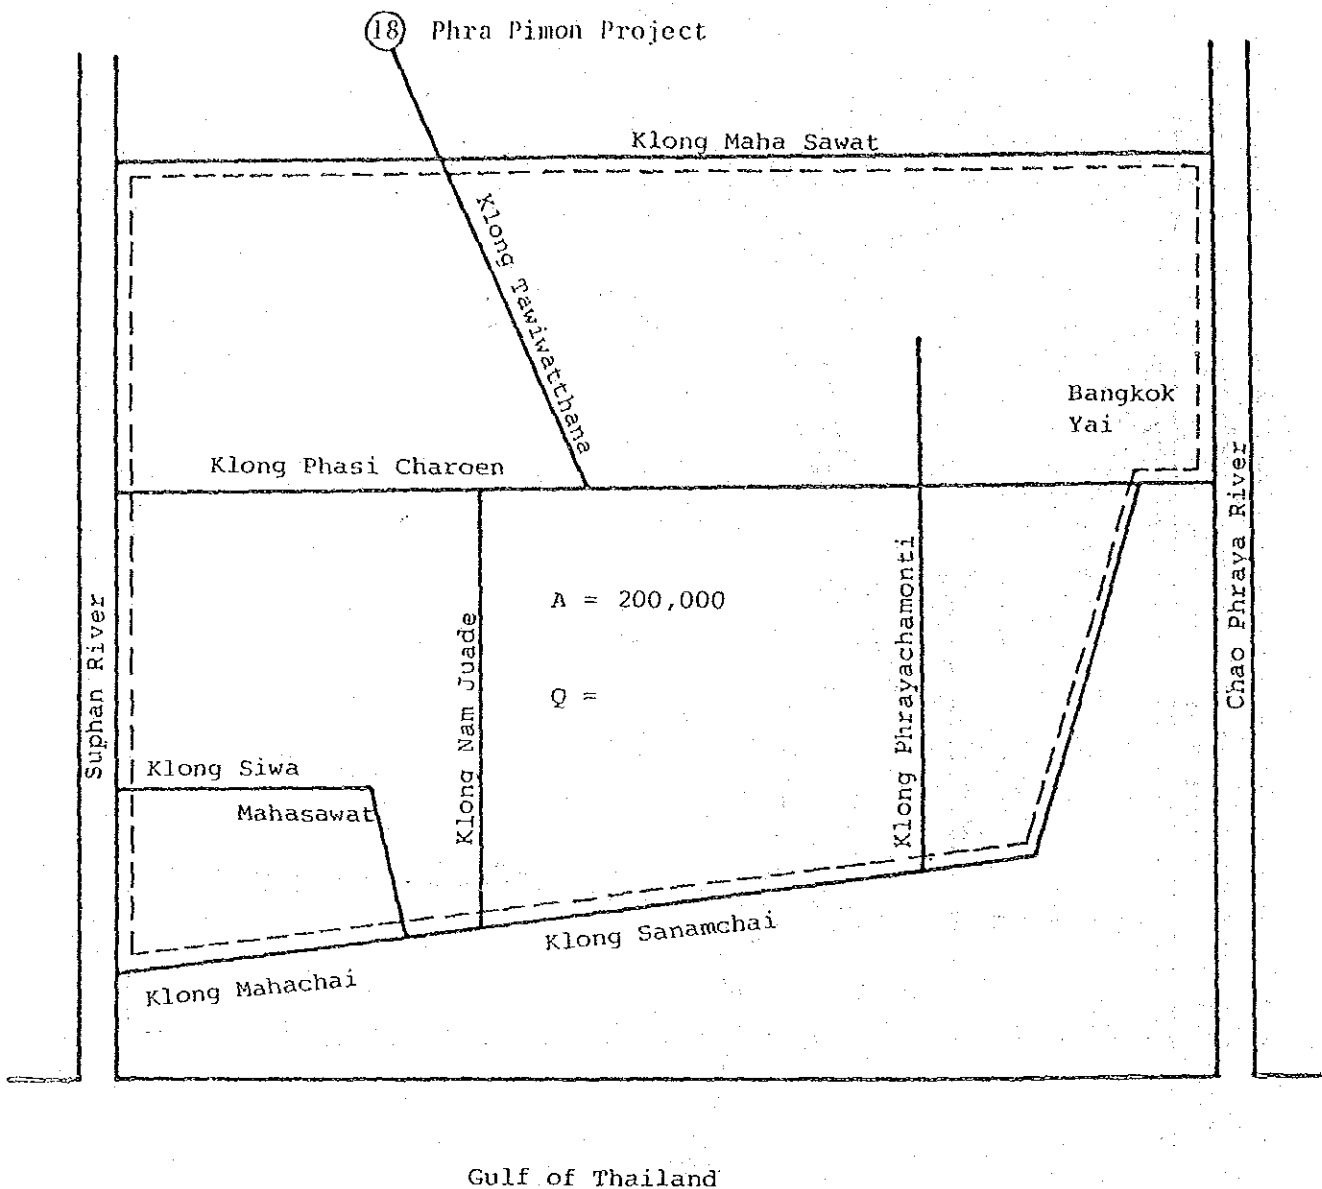 18 Phra Pimon Project
Klong Maha Sawat
Klong Tawiwatthana
Bangkok
Yai
Klong Phasi Charoen
Suphan River
Chao Phraya River
A = 200,000
Q =
Klong Nam Juade
Klong Phrayachamonti
Klong Siwa
Mahasawat
Klong Sanamchai
Klong Mahachai
Gulf of Thailand